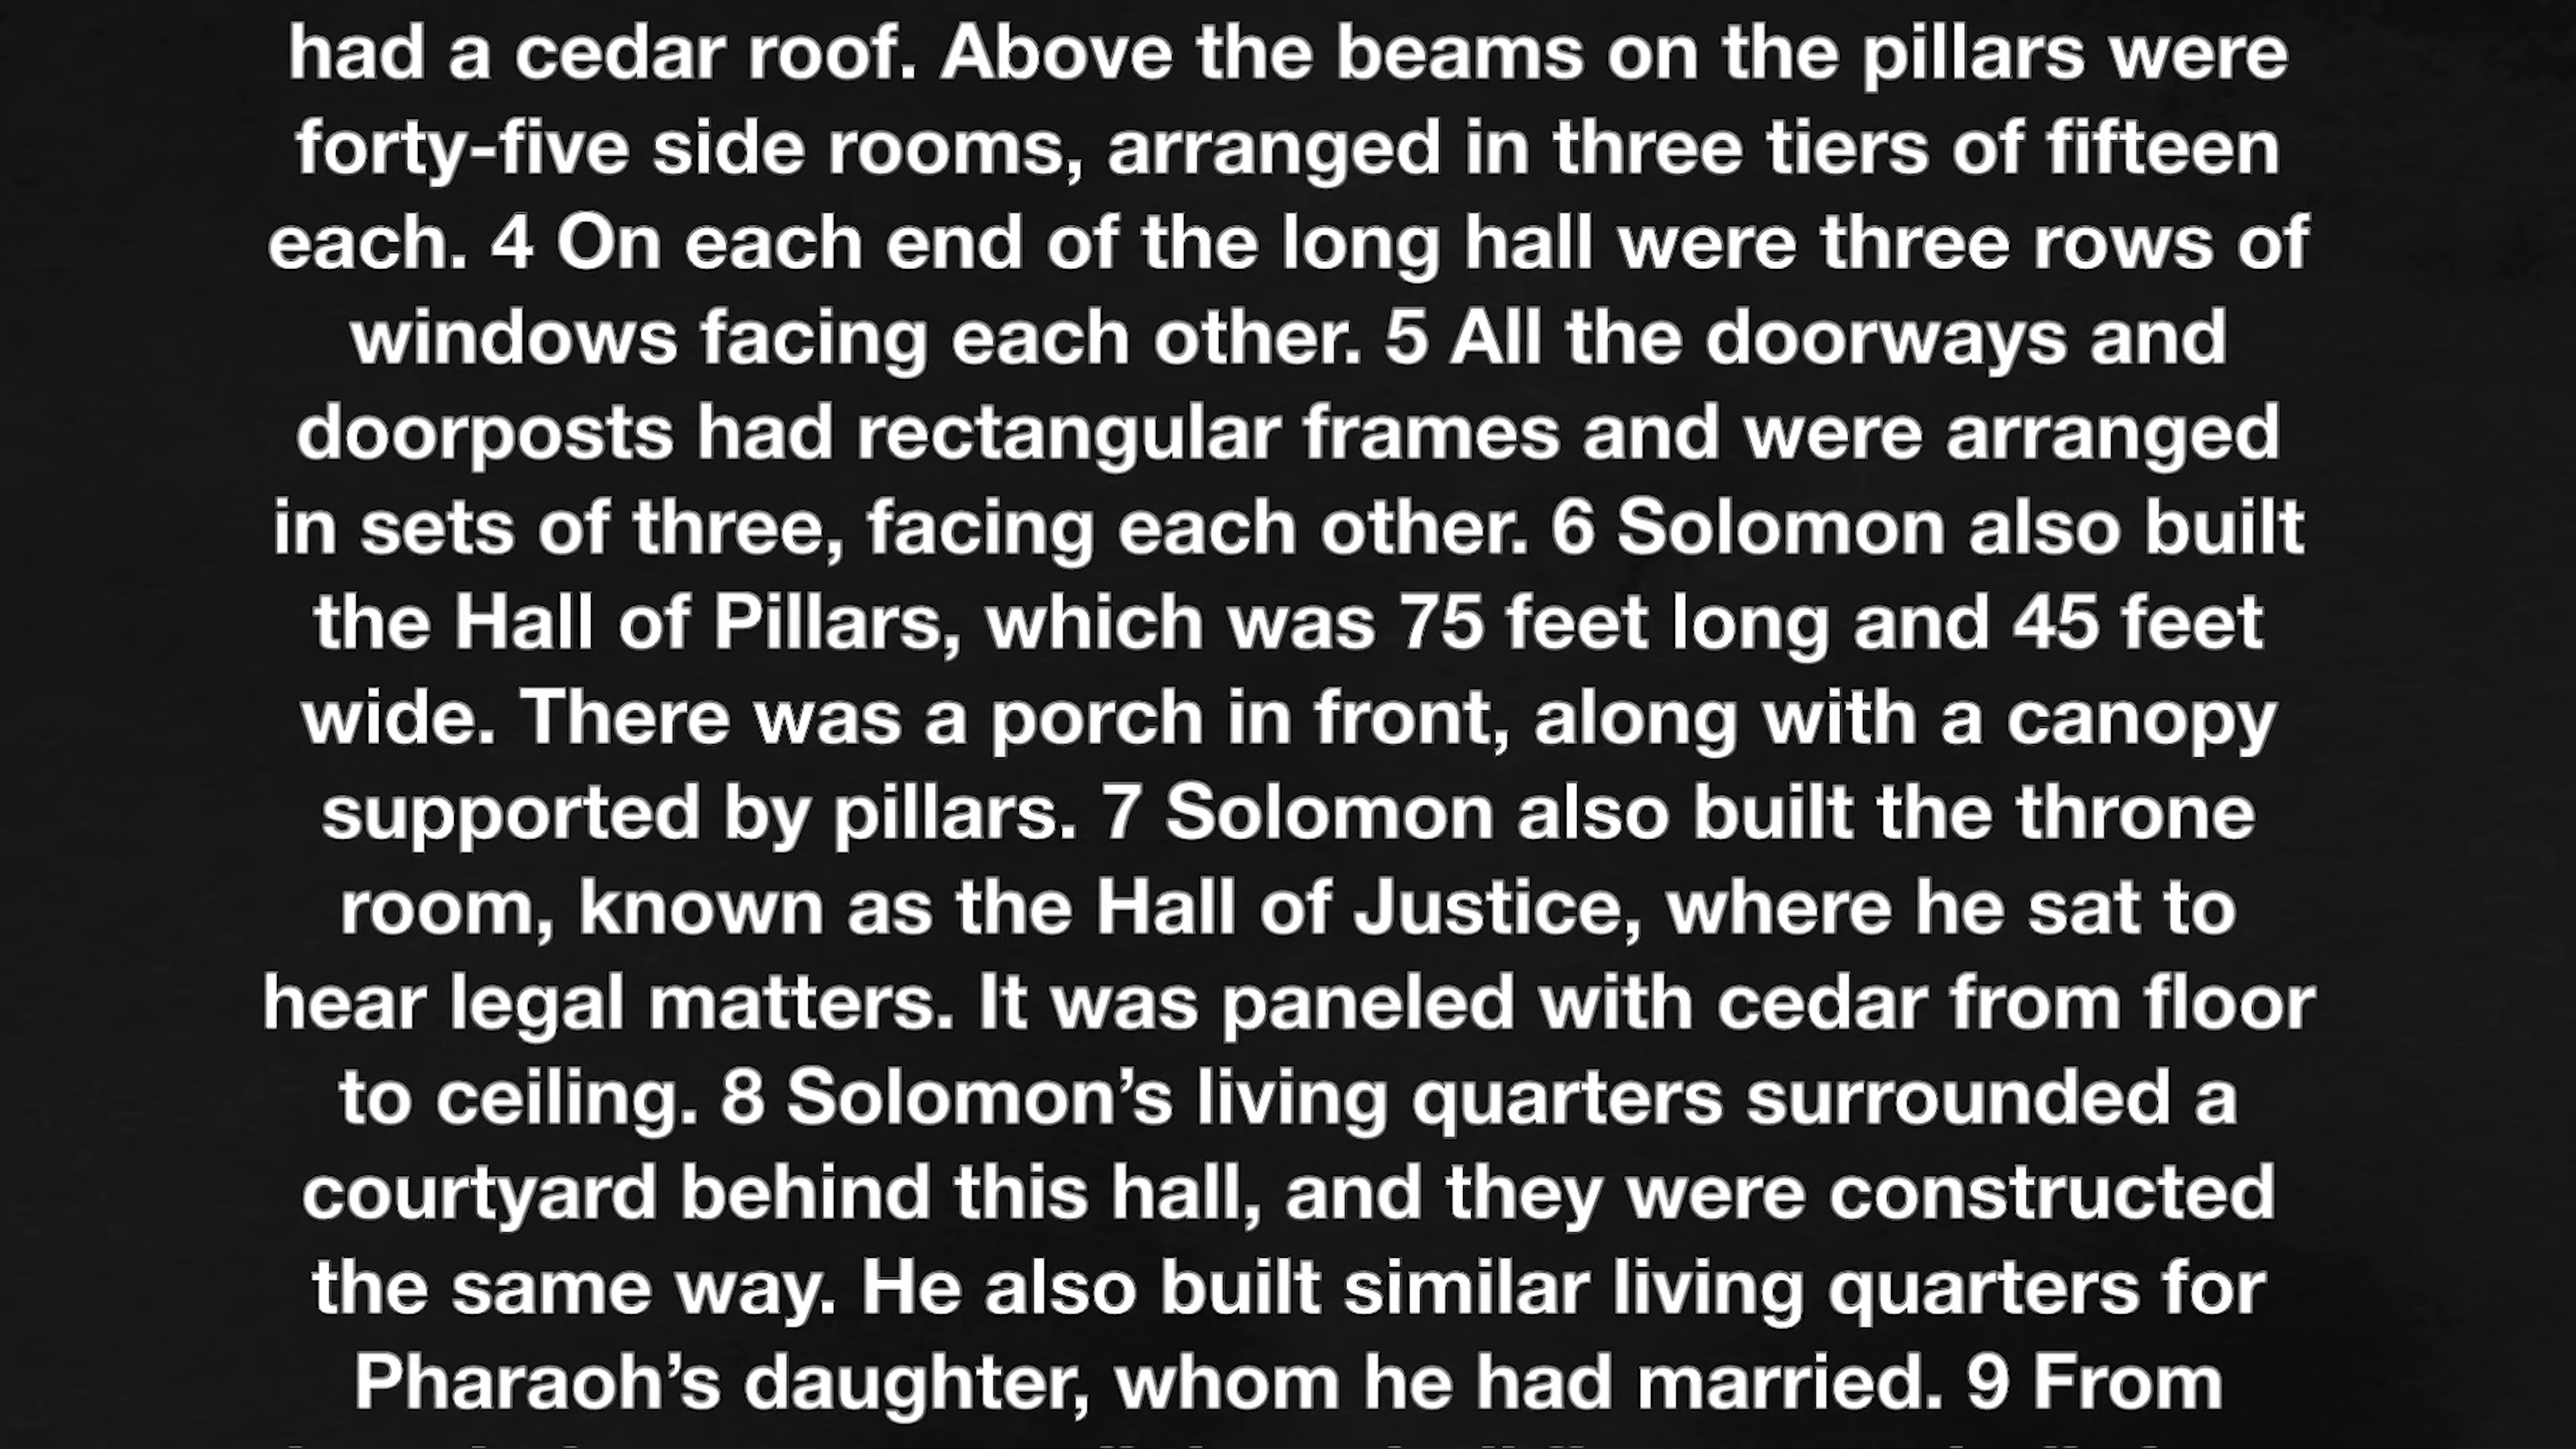 had a cedar roof. Above the beams on the pillars were
forty-five side rooms, arranged in three tiers of fifteen
each. 4 On each end of the long hall were three rows of
windows facing each other. 5 All the doorways and
doorposts had rectangular frames and were arranged
in sets of three, facing each other. 6 Solomon also built
the Hall of Pillars, which was 75 feet long and 45 feet
wide. There was a porch in front, along with a canopy
supported by pillars. 7 Solomon also built the throne
room, known as the Hall of Justice, where he sat to
hear legal matters. It was paneled with cedar from floor
to ceiling. 8 Solomon’s living quarters surrounded a
courtyard behind this hall, and they were constructed
the same way. He also built similar living quarters for
Pharaoh’s daughter, whom he had married. 9 From